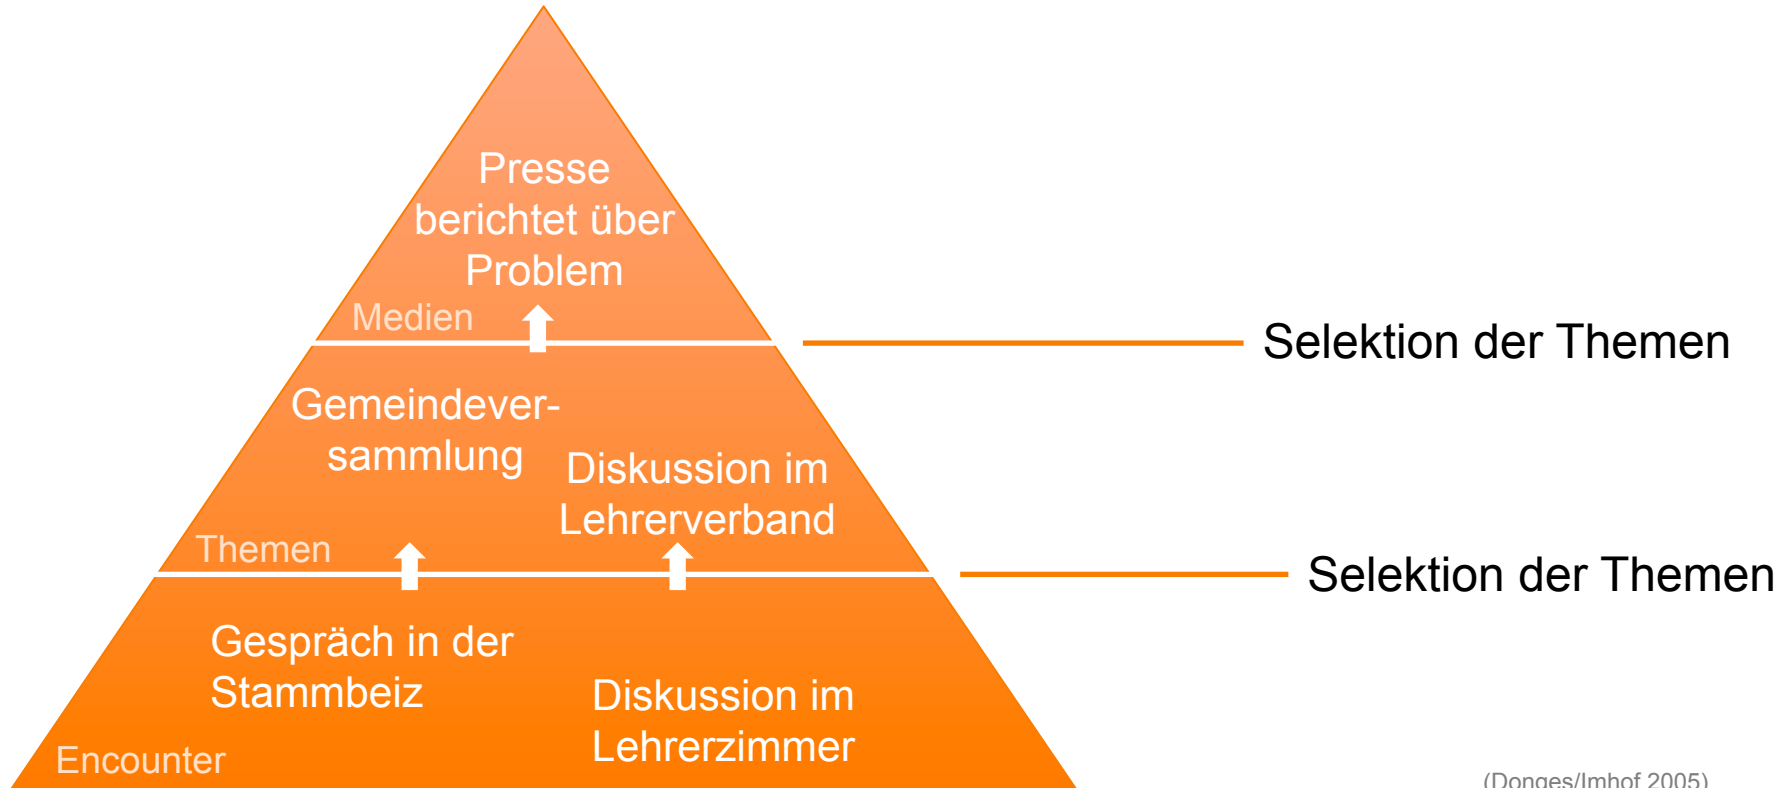 Presse
berichtet über
Problem
Medien
Selektion der Themen
Gemeindever-
sammlung
Diskussion im
Lehrerverband
Themen
Selektion der Themen
Gespräch in der
Stammbeiz
Diskussion im
Lehrerzimmer
Encounter
(Donges/Imhof 2005)